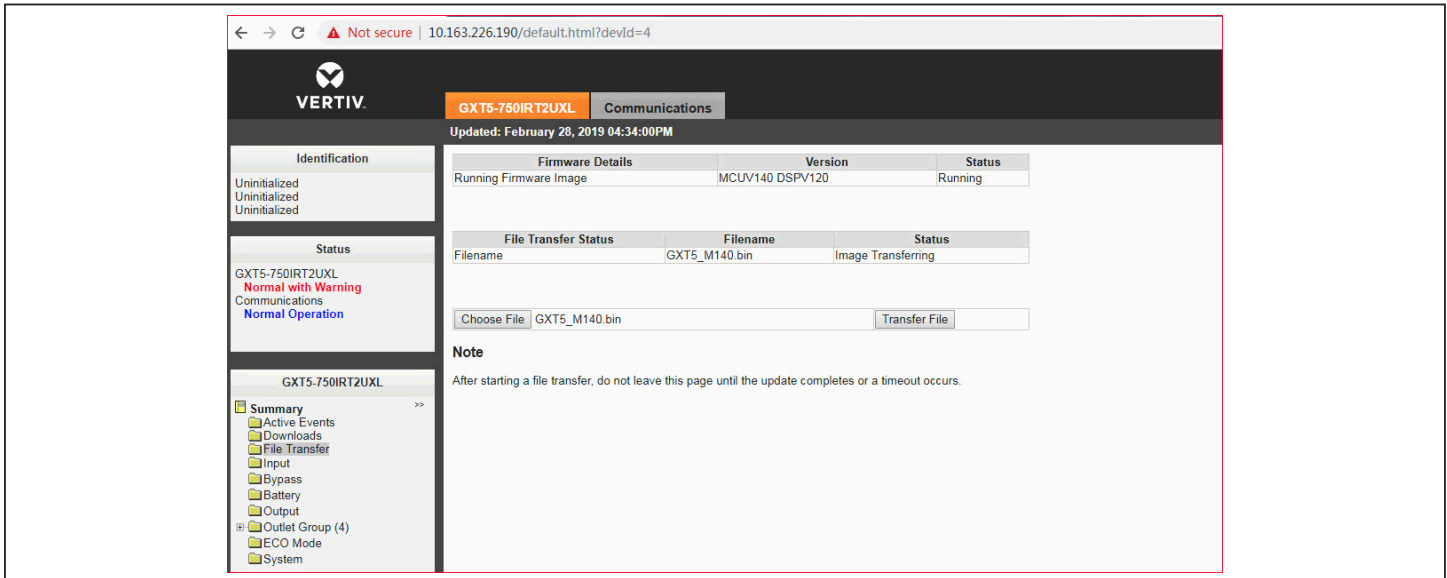 Not secure | 10.163.226.190/default.html?devId=4
VERTIV.
GXT5-750IRT2UXL Communications
Updated: February 28, 2019 04:34:00PM
Identification
Uninitialized
Uninitialized
Uninitialized
Status
GXT5-750IRT2UXL
Normal with Warning
Communications
Normal Operation
GXT5-750IRT2UXL
Summary >>
Active Events
Downloads
File Transfer
Input
Bypass
Battery
Output
Outlet Group (4)
ECO Mode
System
Firmware Details Version Status
Running Firmware Image MCUV140 DSPV120 Running
File Transfer Status Filename Status
Filename GXT5_M140.bin Image Transferring
Choose File GXT5_M140.bin Transfer File
Note
After starting a file transfer, do not leave this page until the update completes or a timeout occurs.